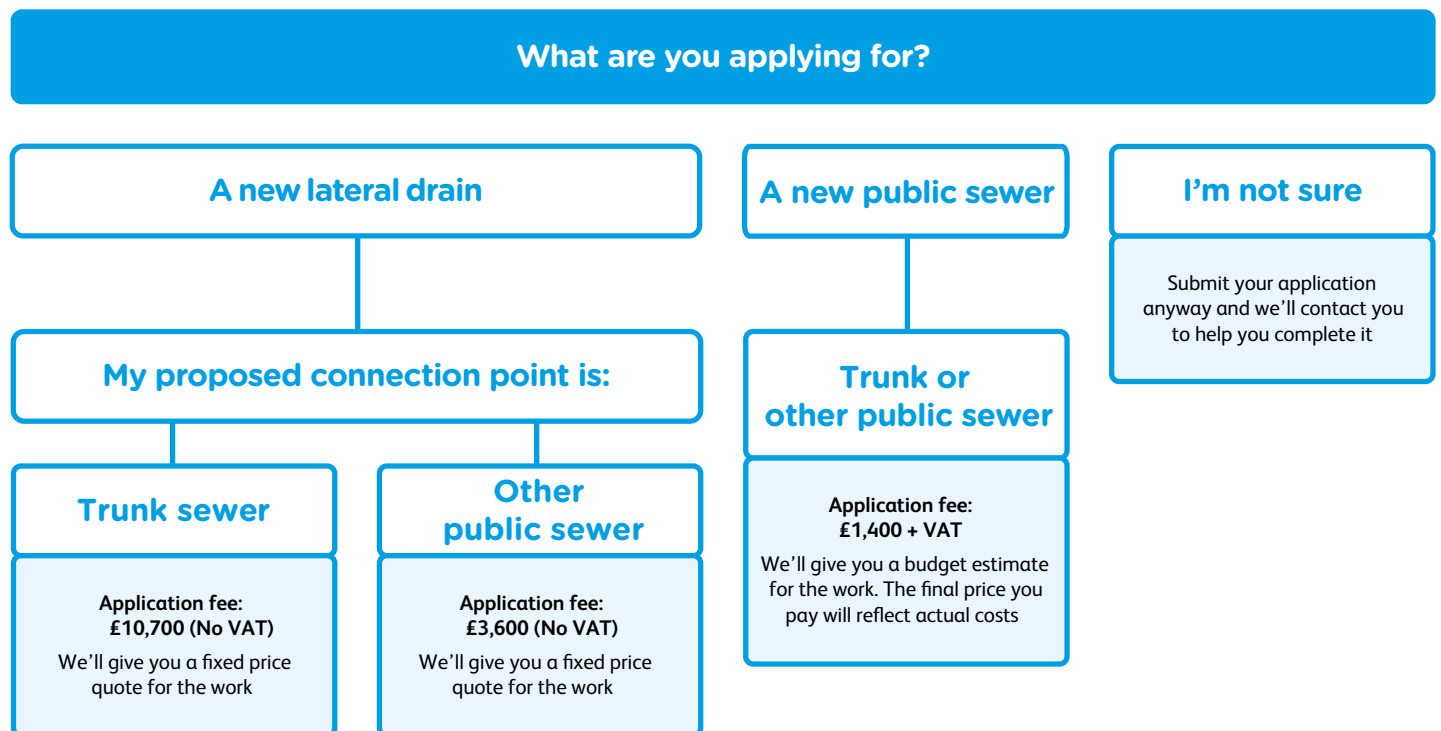 What are you applying for?
A new lateral drain
My proposed connection point is:
Trunk sewer
Application fee:
£10,700 (No VAT)
We'll give you a fixed price
quote for the work
Other
public sewer
Application fee:
£3,600 (No VAT)
We'll give you a fixed price
quote for the work
A new public sewer
Trunk or
other public sewer
Application fee:
£1,400 + VAT
We'll give you a budget estimate
for the work. The final price you
pay will reflect actual costs
I'm not sure
Submit your application
anyway and we'll contact you
to help you complete it